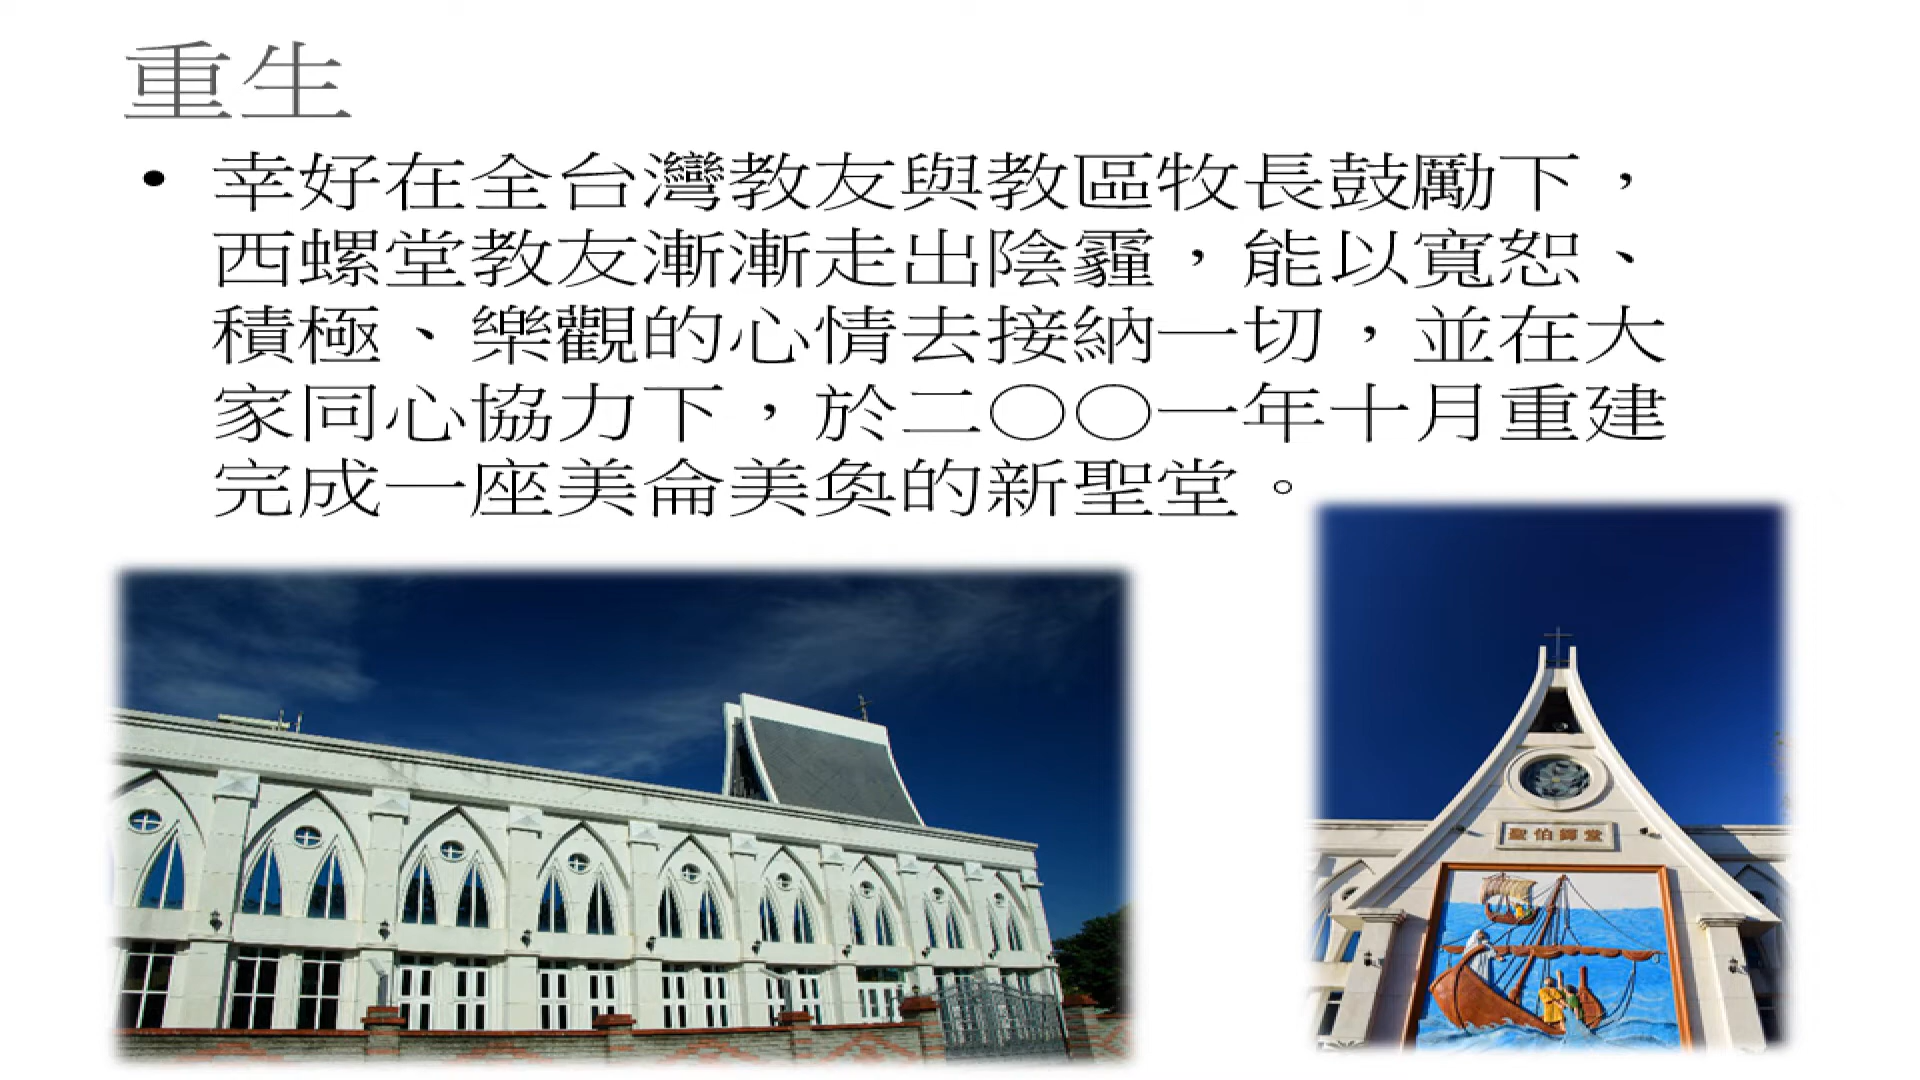 重生
• 幸好在全台灣教友與教區牧長鼓勵下，
西螺堂教友漸漸走出陰霾，能以寬恕、
積極、樂觀的心情去接納一切，並在大
家同心協力下，於二〇〇一年十月重建
完成一座美侖美奐的新聖堂。
聖伯鐸堂